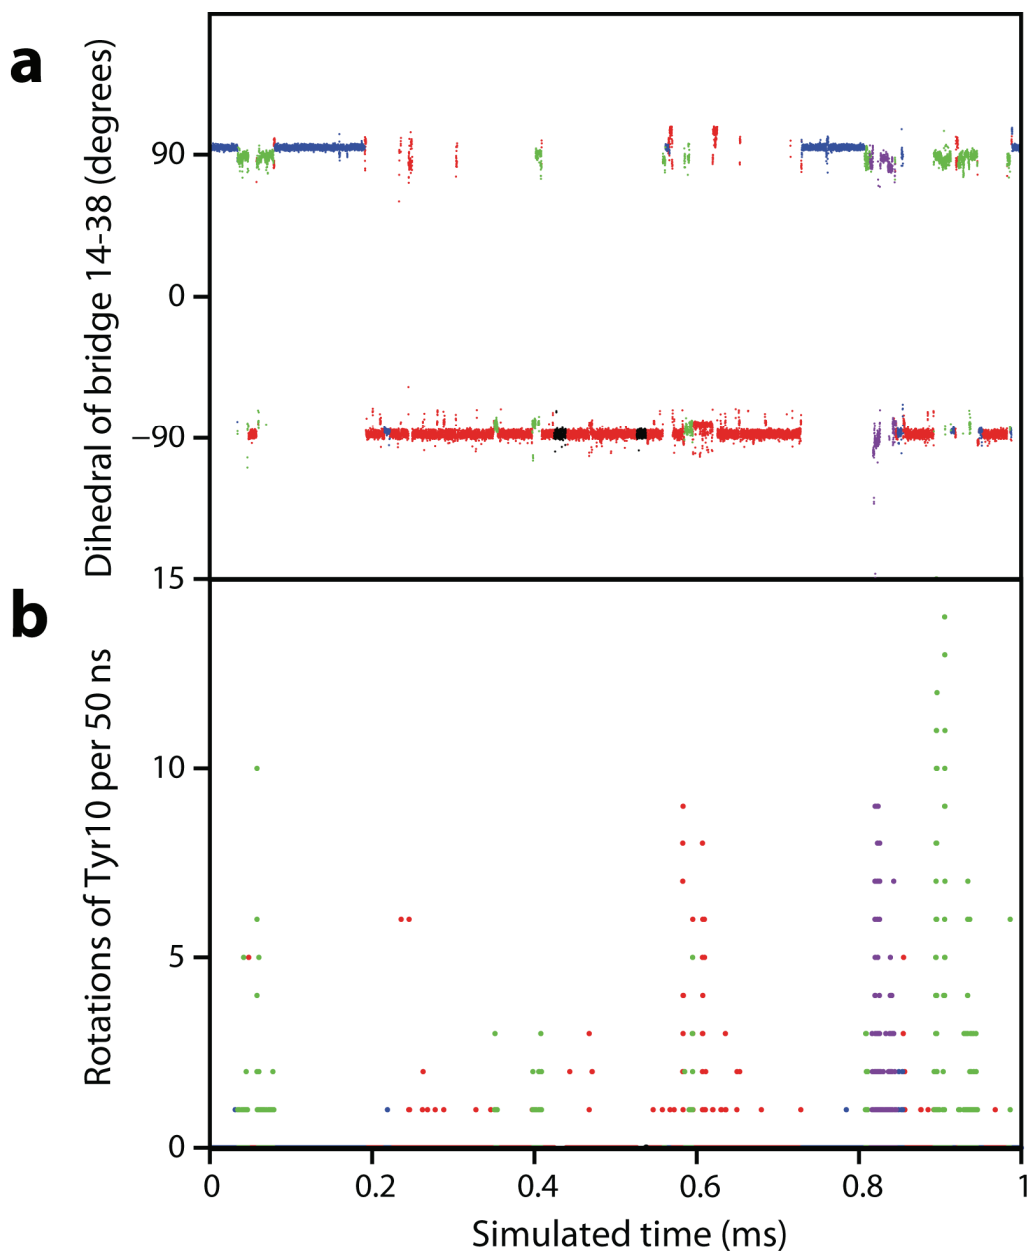 a
Dihedral of bridge 14-38 (degrees)
90
0
−90
b
Rotations of Tyr10 per 50 ns
15
10
5
0
0 0.2 0.4 0.6 0.8 1
Simulated time (ms)